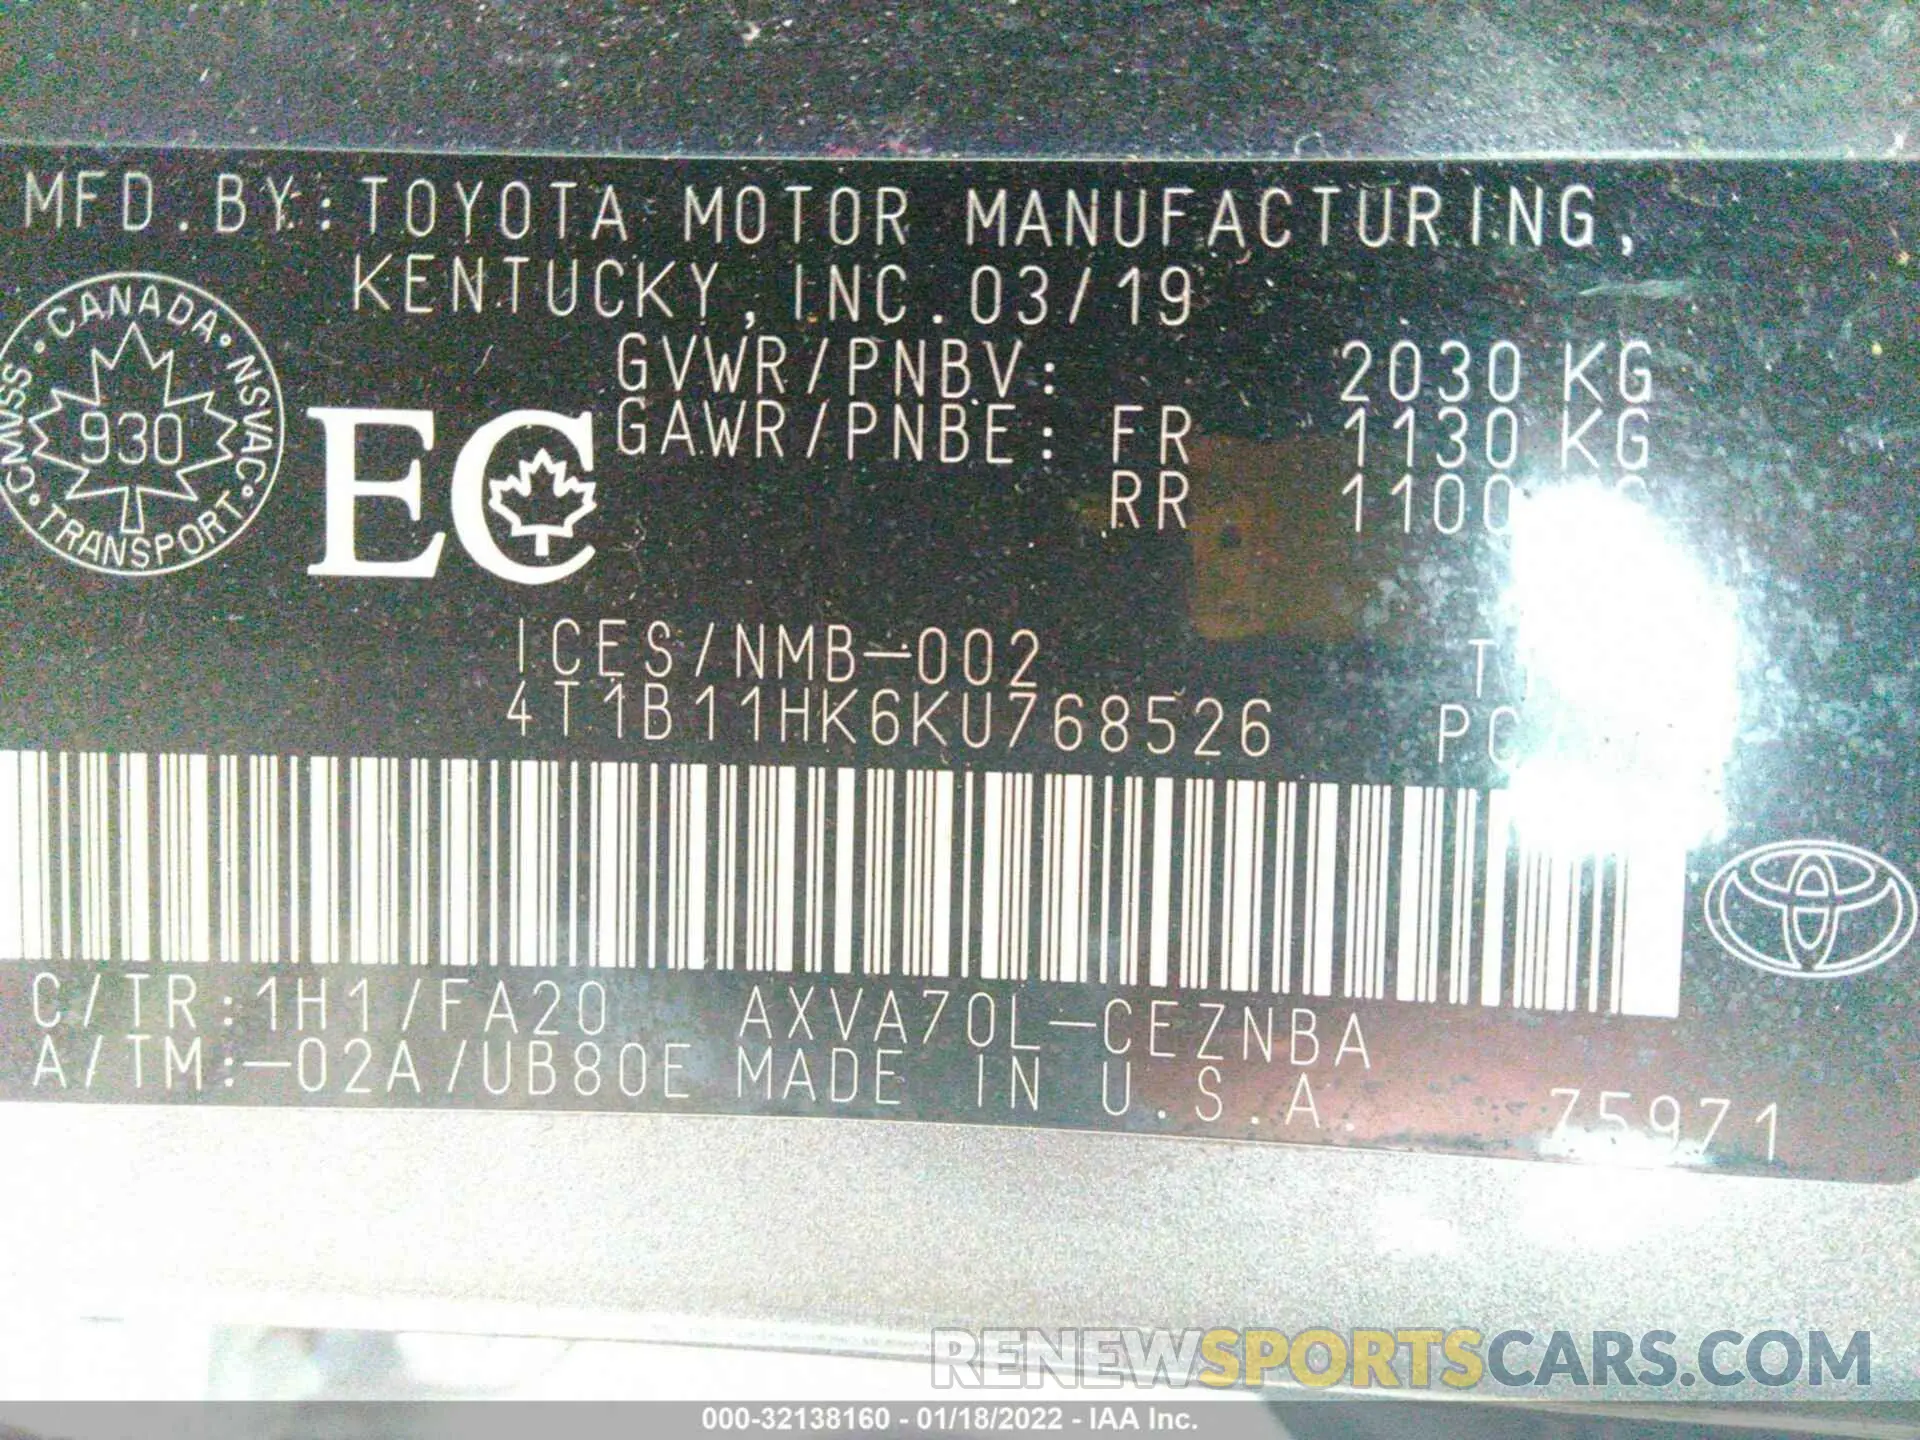 MFD.BY:TOYOTA MOTOR MANUFACTURING,
KENTUCKY, INC. 03/19
GVWR/PNBV: 2030 KG
GAWR/PNBE: FR 1130 KG
RR 1100
CMVSS • CANADA • NSVAC • TRANSPORT
930
EC
ICES/NMB-002
4T1B11HK6KU768526
C/TR:1H1/FA20 AXVA70L-CEZNBA
A/TM:-02A/UB80E MADE IN U.S.A. 75971
RENEWSPORTSCARS.COM
000-32138160 - 01/18/2022 - IAA Inc.